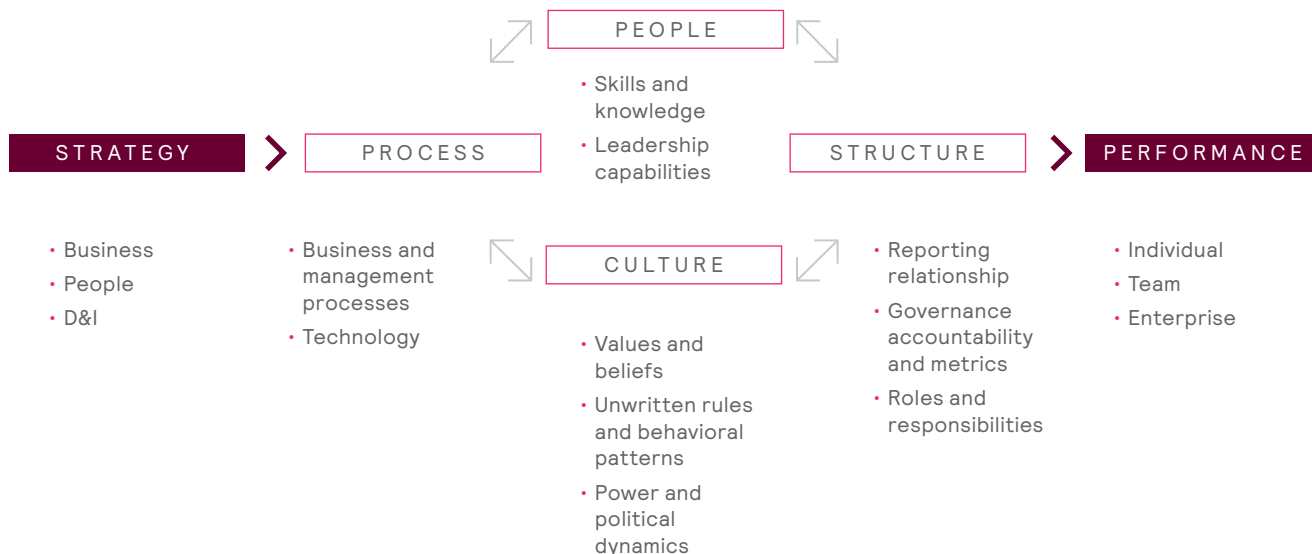 PEOPLE
• Skills and
knowledge
• Leadership
capabilities
STRATEGY
PROCESS
STRUCTURE
PERFORMANCE
• Business
• People
• D&I
• Business and
management
processes
• Technology
CULTURE
• Values and
beliefs
• Unwritten rules
and behavioral
patterns
• Power and
political
dynamics
• Reporting
relationship
• Governance
accountability
and metrics
• Roles and
responsibilities
• Individual
• Team
• Enterprise